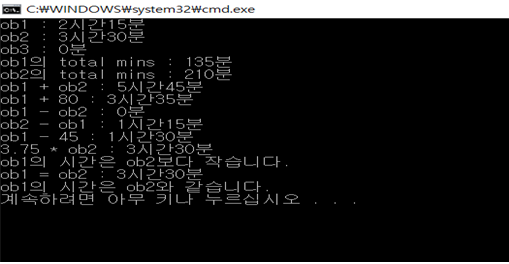 C:\WINDOWS\system32\cmd.exe
ob1 : 2시간15분
ob2 : 3시간30분
ob3 : 0분
ob1의 total mins : 135분
ob2의 total mins : 210분
ob1 + ob2 : 5시간45분
ob1 + 80 : 3시간35분
ob1 - ob2 : 0분
ob2 - ob1 : 1시간15분
ob1 - 45 : 1시간30분
3.75 * ob2 : 3시간30분
ob1의 시간은 ob2보다 작습니다.
ob1 = ob2 : 3시간30분
ob1의 시간은 ob2와 같습니다.
계속하려면 아무 키나 누르십시오 . . .